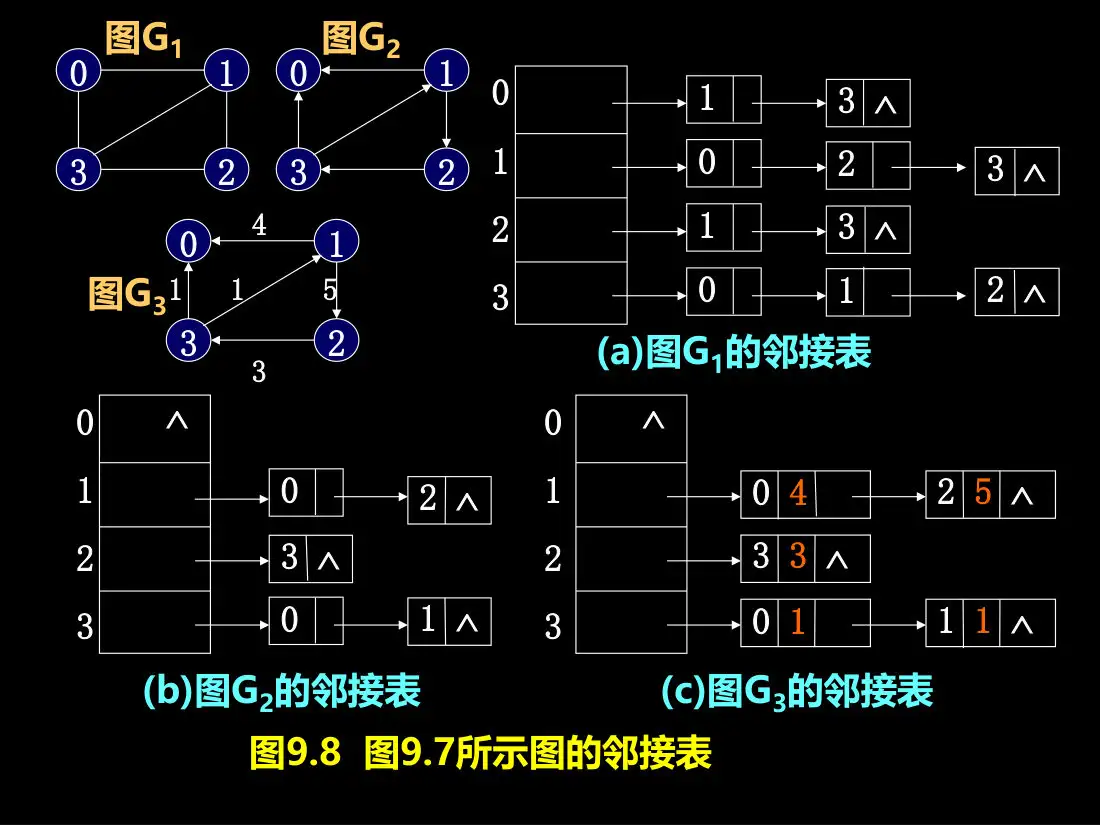 图G1 图G2
0 1 0 1
3 2 3 2
4
0 1
图G3 1 1 5
3 2
3
0 1 3 ∧
1 0 2 3 ∧
2 1 3 ∧
3 0 1 2 ∧
(a)图G1的邻接表
0 ∧
1 0 2 ∧
2 3 ∧
3 0 1 ∧
(b)图G2的邻接表
0 ∧
1 0 4 2 5 ∧
2 3 3 ∧
3 0 1 1 1 ∧
(c)图G3的邻接表
图9.8 图9.7所示图的邻接表